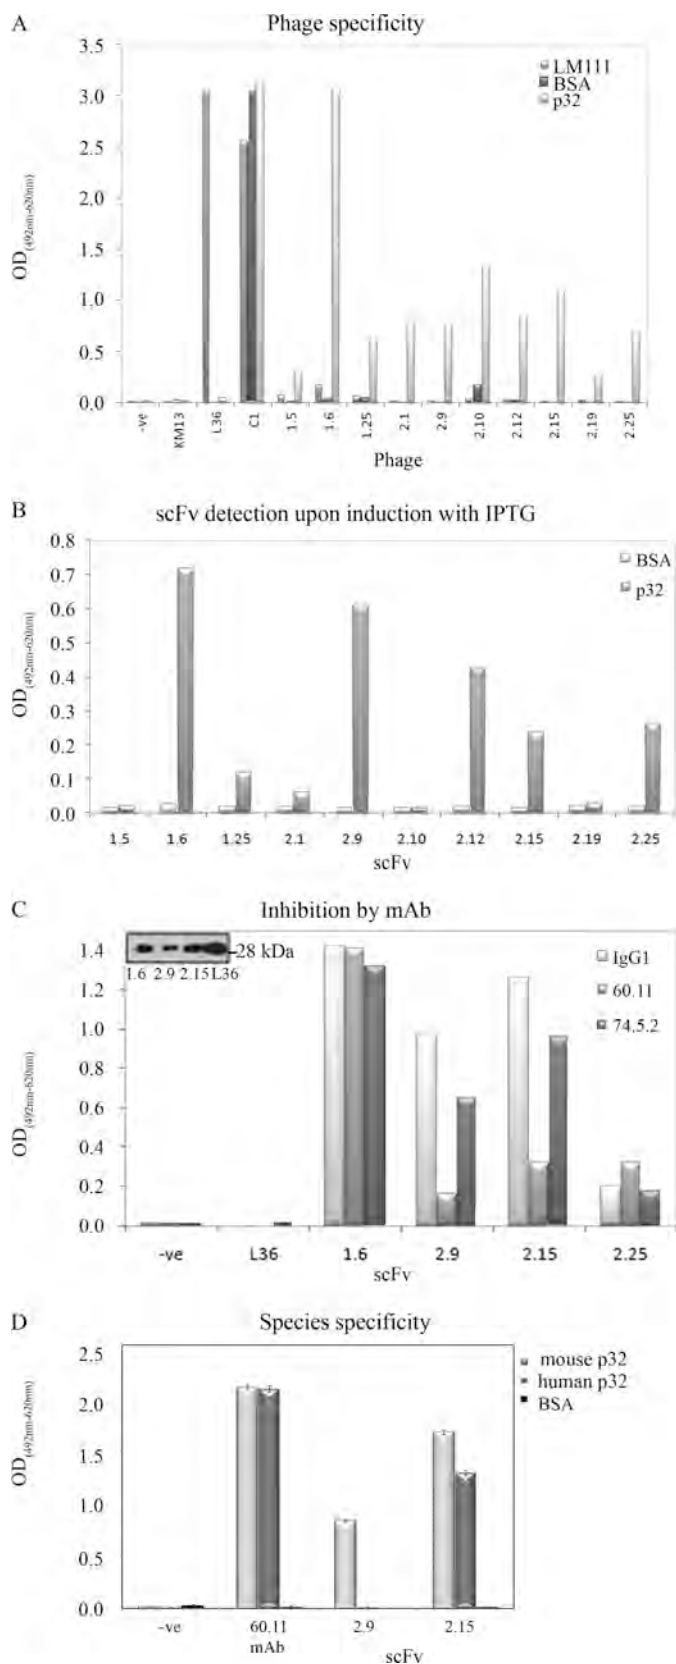 A
Phage specificity
3.5
3.0
2.5
2.0
1.5
1.0
0.5
0.0
OD(492nm-620nm)
LM111
BSA
p32
-ve KM13 L36 C1 1.5 1.6 1.25 2.1 2.9 2.10 2.12 2.15 2.19 2.25
Phage
B
scFv detection upon induction with IPTG
0.8
0.7
0.6
0.5
0.4
0.3
0.2
0.1
0.0
OD(492nm-620nm)
BSA
p32
1.5 1.6 1.25 2.1 2.9 2.10 2.12 2.15 2.19 2.25
scFv
C
Inhibition by mAb
1.4
1.2
1.0
0.8
0.6
0.4
0.2
0.0
OD(492nm-620nm)
28 kDa
1.6 2.9 2.15 L36
IgG1
60.11
74.5.2
-ve L36 1.6 2.9 2.15 2.25
scFv
D
Species specificity
2.5
2.0
1.5
1.0
0.5
0.0
OD(492nm-620nm)
mouse p32
human p32
BSA
-ve 60.11 2.9 2.15
mAb scFv